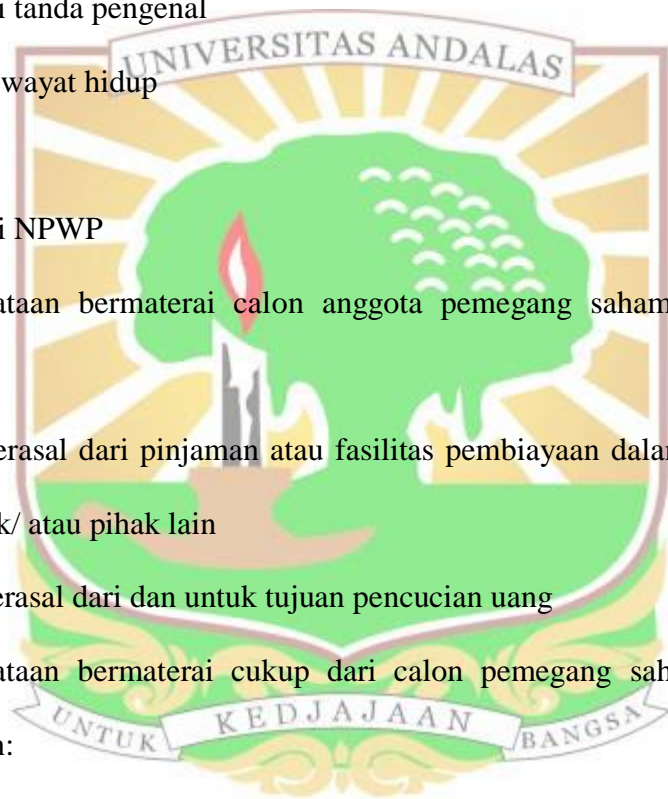 i tanda pengenal
UNIVERSITAS ANDALAS
wayat hidup
i NPWP
ataan bermaterai calon anggota pemegang saham
erasal dari pinjaman atau fasilitas pembiayaan dalam
k/ atau pihak lain
erasal dari dan untuk tujuan pencucian uang
ataan bermaterai cukup dari calon pemegang sah
UNTUK KEDJAJAAN BANGSA
n: